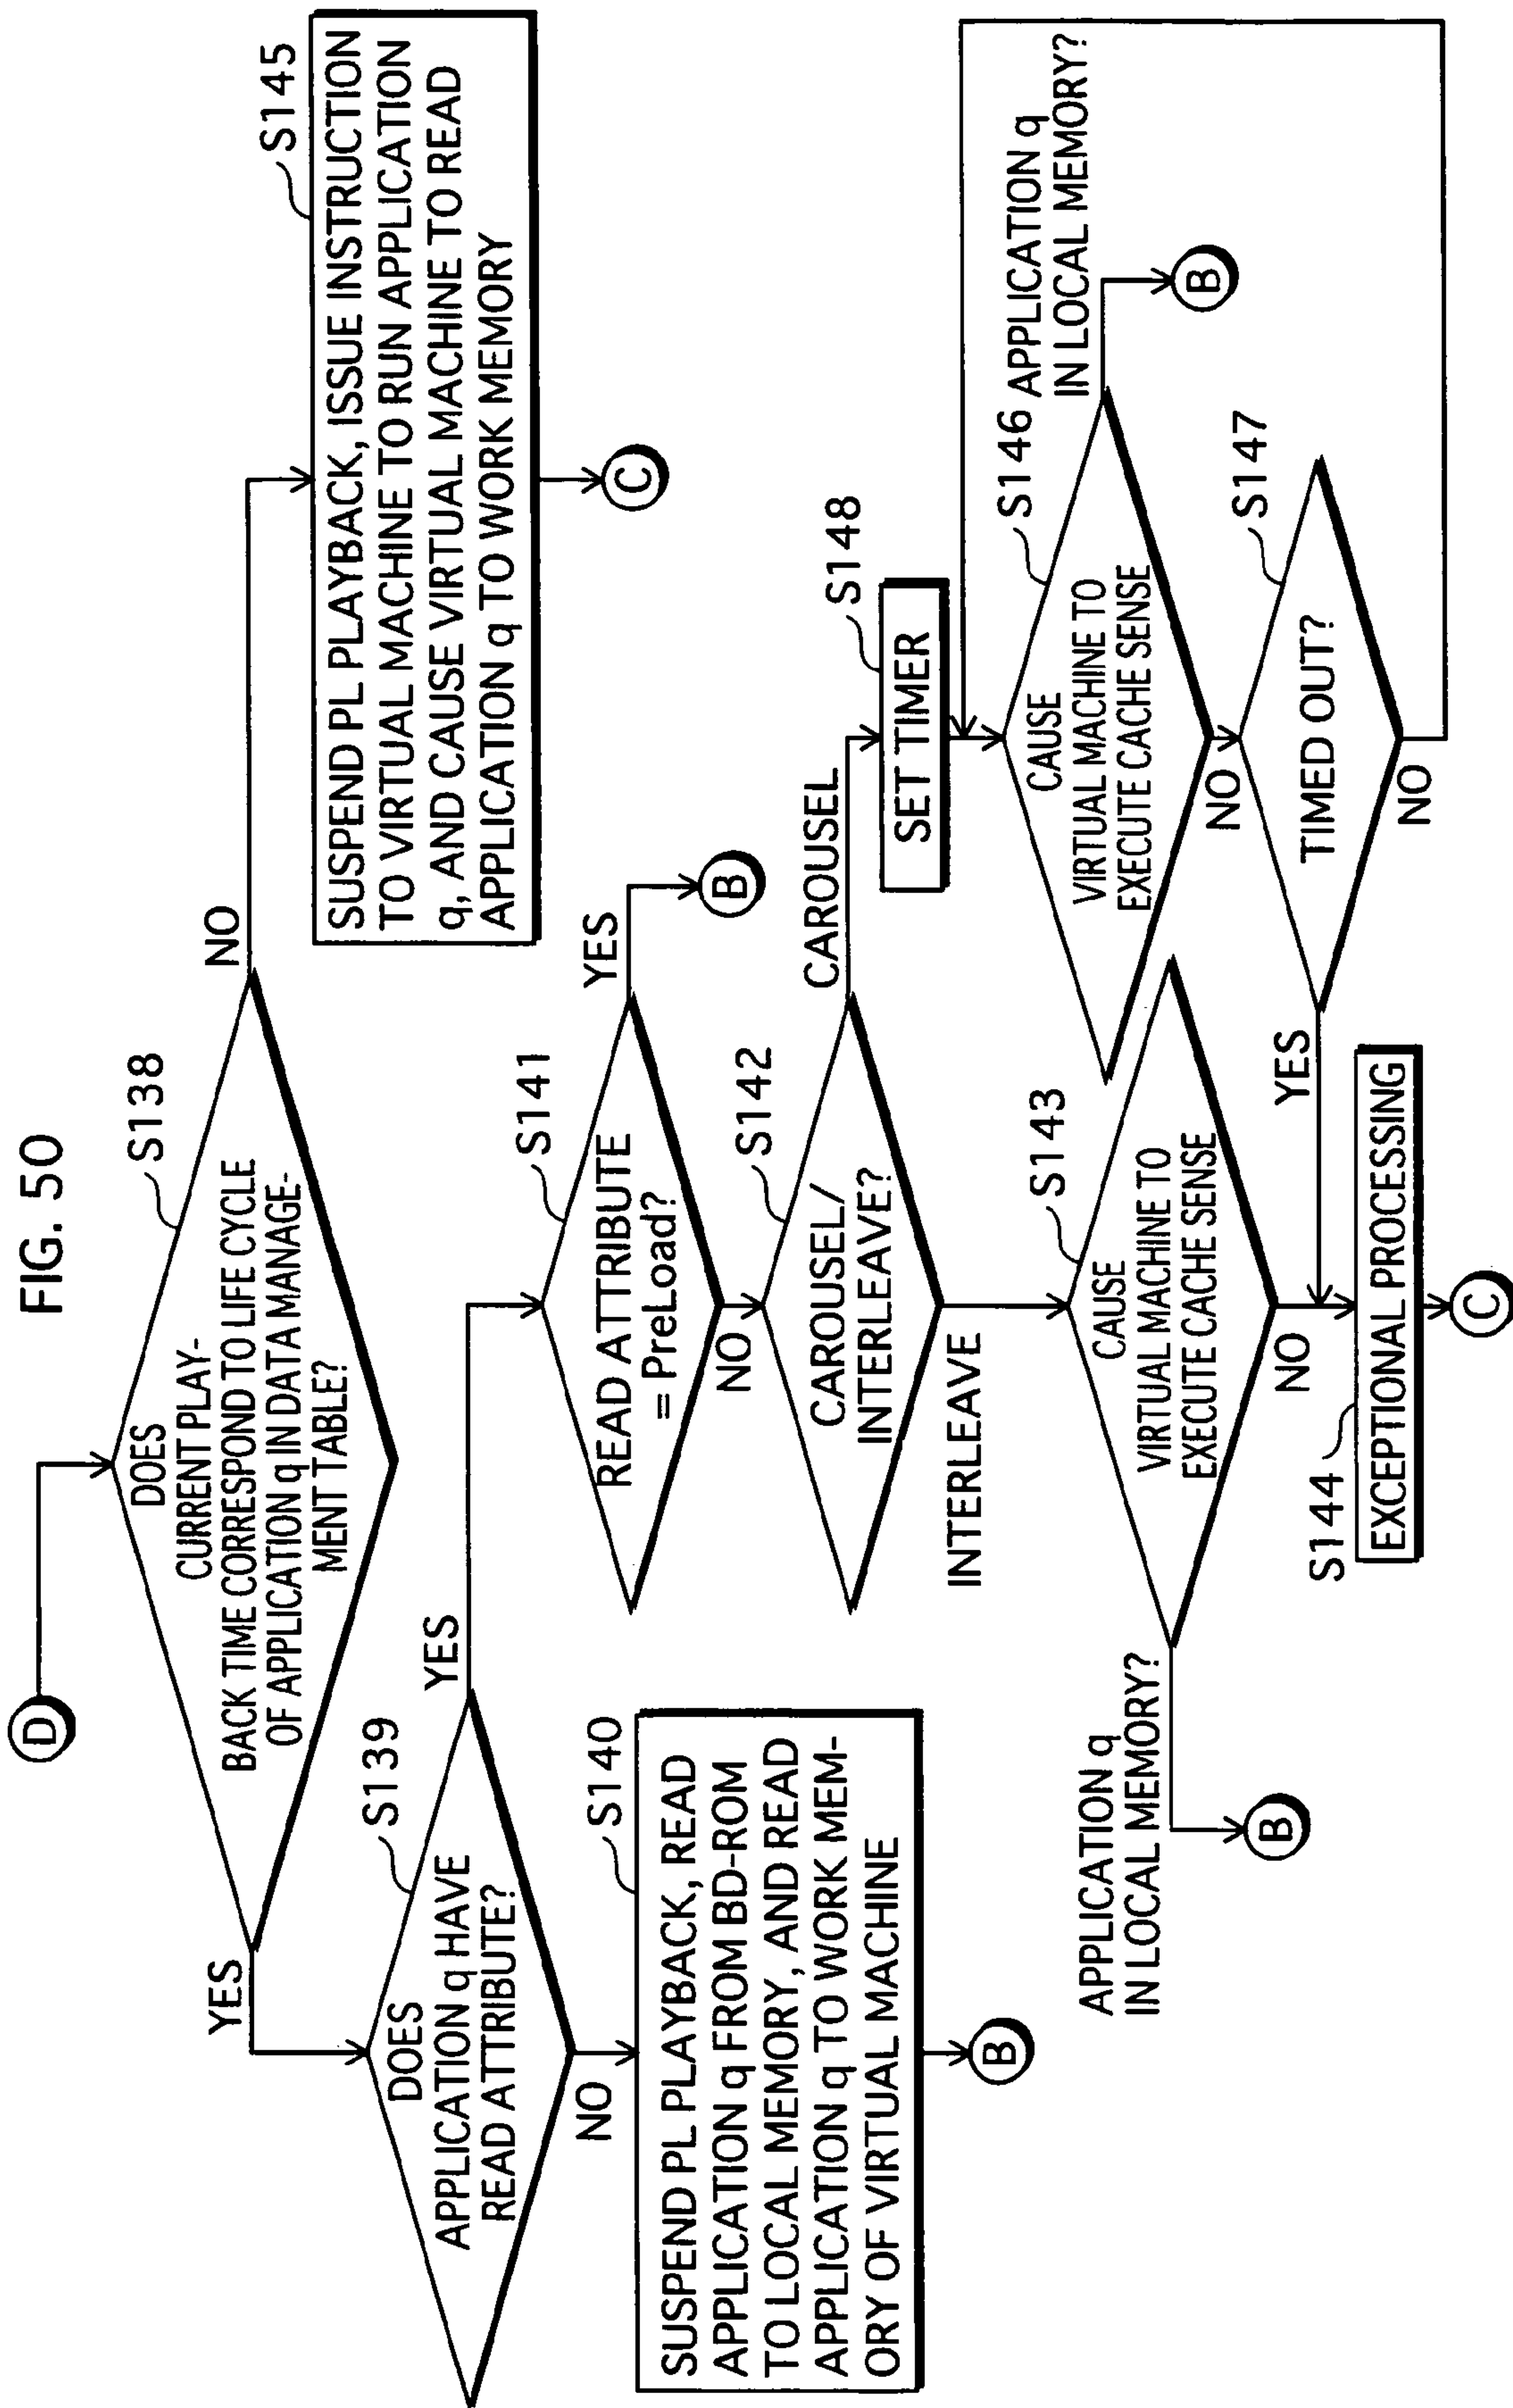 FIG. 50
D
S138
DOES
CURRENT PLAY-
BACK TIME CORRESPOND TO LIFE CYCLE
OF APPLICATION q IN DATA MANAGE-
MENT TABLE?
YES
NO
S139
DOES
APPLICATION q HAVE
READ ATTRIBUTE?
YES
NO
S140
SUSPEND PL PLAYBACK, READ
APPLICATION q FROM BD-ROM
TO LOCAL MEMORY, AND READ
APPLICATION q TO WORK MEM-
ORY OF VIRTUAL MACHINE
B
S145
SUSPEND PL PLAYBACK, ISSUE INSTRUCTION
TO VIRTUAL MACHINE TO RUN APPLICATION
q, AND CAUSE VIRTUAL MACHINE TO READ
APPLICATION q TO WORK MEMORY
C
S141
READ ATTRIBUTE
= PreLoad?
YES
B
NO
S142
CAROUSEL/
INTERLEAVE?
CAROUSEL
INTERLEAVE
S143
CAUSE
VIRTUAL MACHINE TO
EXECUTE CACHE SENSE
APPLICATION q
IN LOCAL MEMORY?
B
NO
S144
EXCEPTIONAL PROCESSING
C
S148
SET TIMER
S146
CAUSE
VIRTUAL MACHINE TO
EXECUTE CACHE SENSE
APPLICATION q
IN LOCAL MEMORY?
B
NO
S147
TIMED OUT?
YES
NO